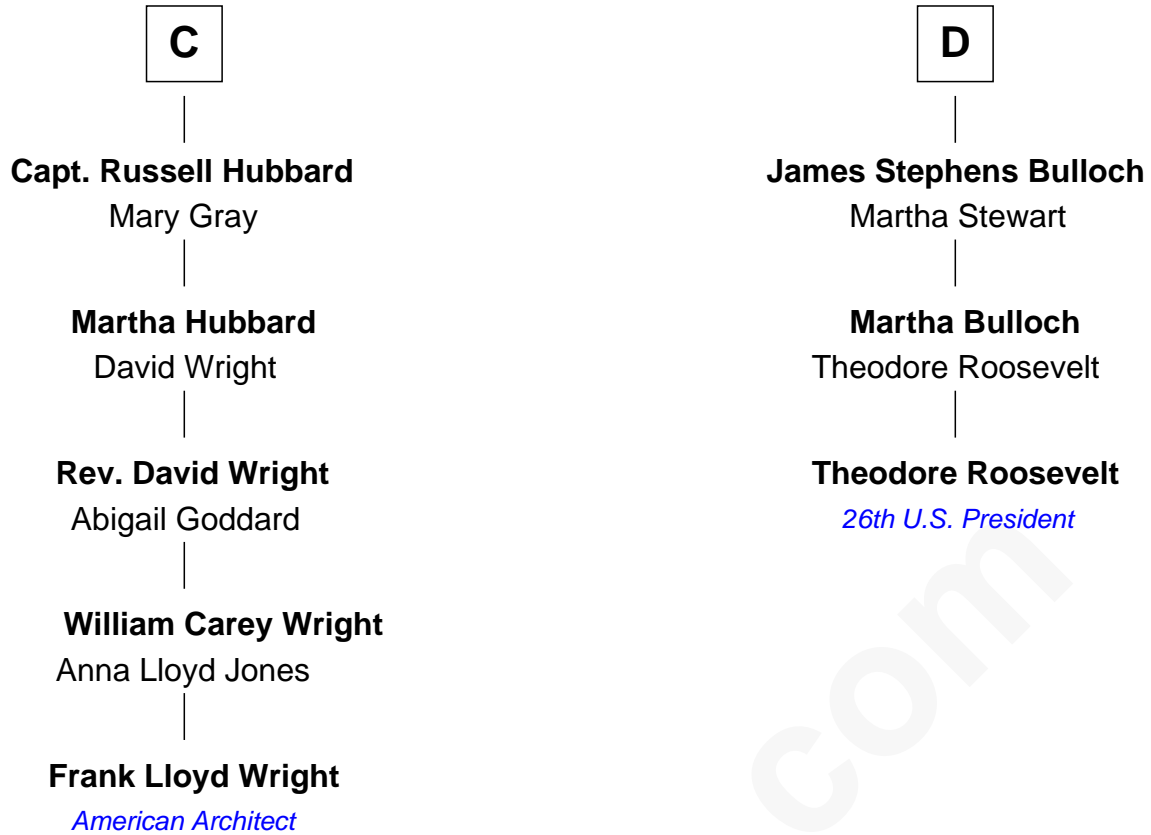 C
Capt. Russell Hubbard
Mary Gray
Martha Hubbard
David Wright
Rev. David Wright
Abigail Goddard
William Carey Wright
Anna Lloyd Jones
Frank Lloyd Wright
American Architect
D
James Stephens Bulloch
Martha Stewart
Martha Bulloch
Theodore Roosevelt
Theodore Roosevelt
26th U.S. President
com